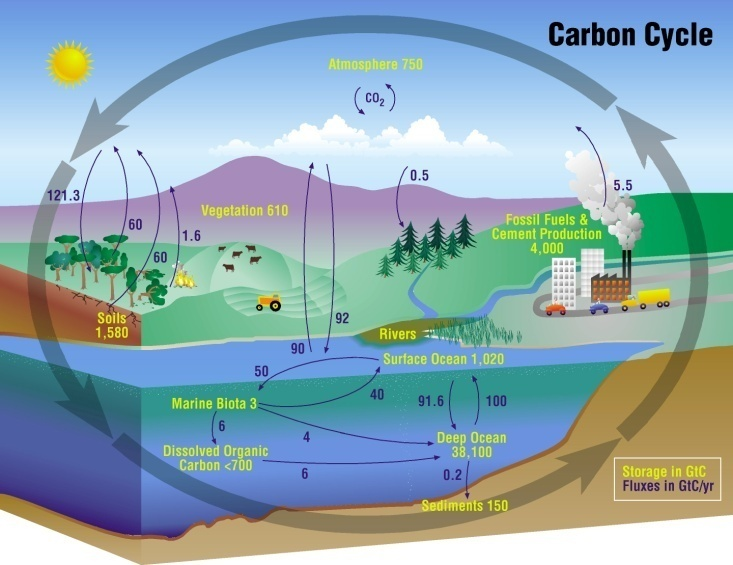 Carbon Cycle
Atmosphere 750
CO2
121.3
60
60
1.6
Vegetation 610
0.5
5.5
Fossil Fuels &
Cement Production
4,000
Soils
1,580
92
90
Rivers
Surface Ocean 1,020
50
40
Marine Biota 3
91.6
100
6
4
Deep Ocean
38,100
Dissolved Organic
Carbon <700
6
0.2
Sediments 150
Storage in GtC
Fluxes in GtC/yr